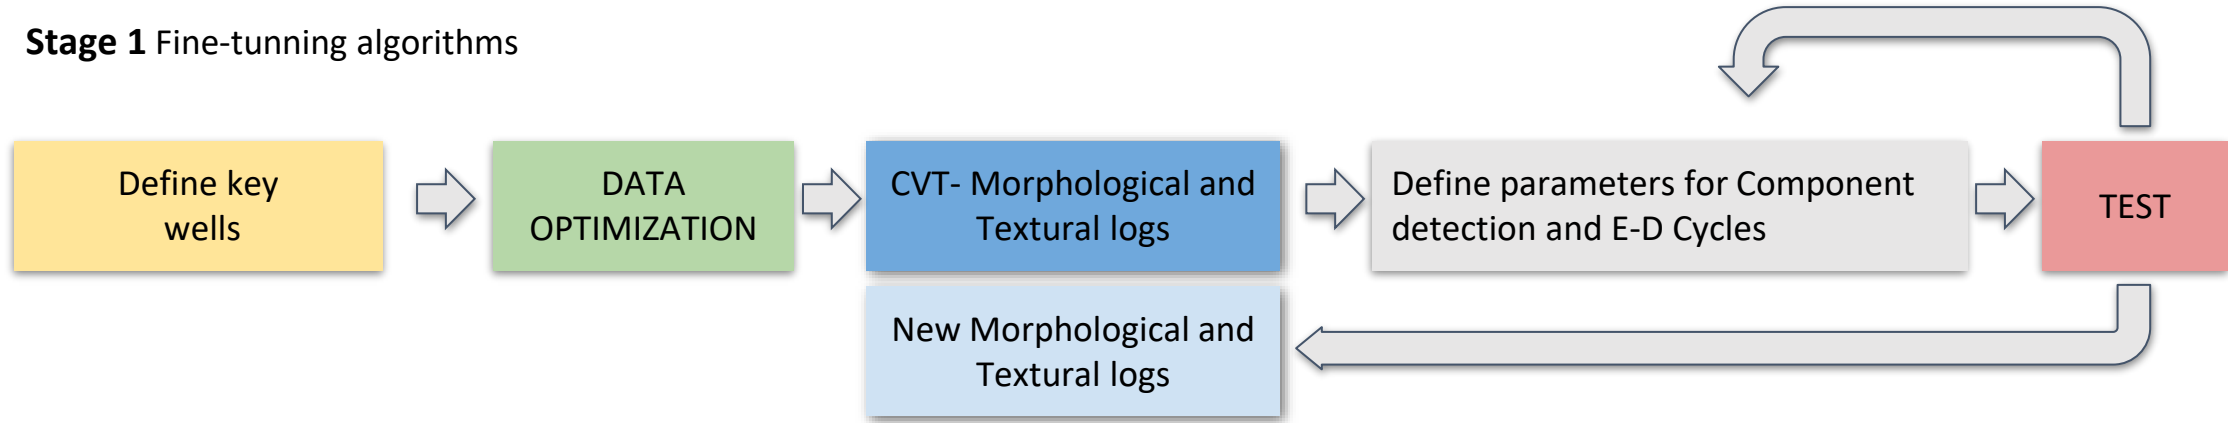 Stage 1 Fine-tunning algorithms
Define key
wells
DATA
OPTIMIZATION
CVT- Morphological and
Textural logs
Define parameters for Component
detection and E-D Cycles
TEST
New Morphological and
Textural logs